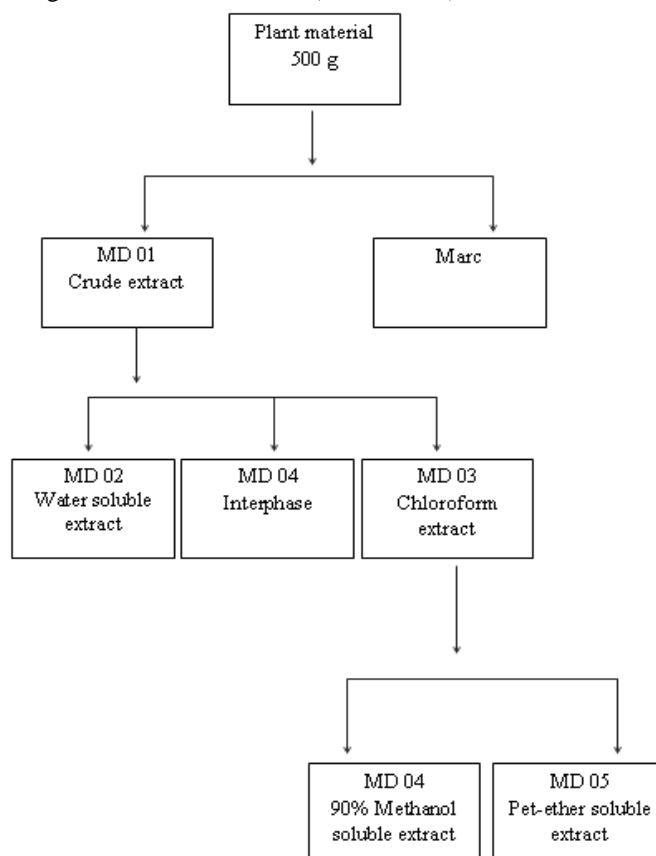 Plant material
500 g
MD 01
Crude extract
Marc
MD 02
Water soluble
extract
MD 04
Interphase
MD 03
Chloroform
extract
MD 04
90% Methanol
soluble extract
MD 05
Pet-ether soluble
extract